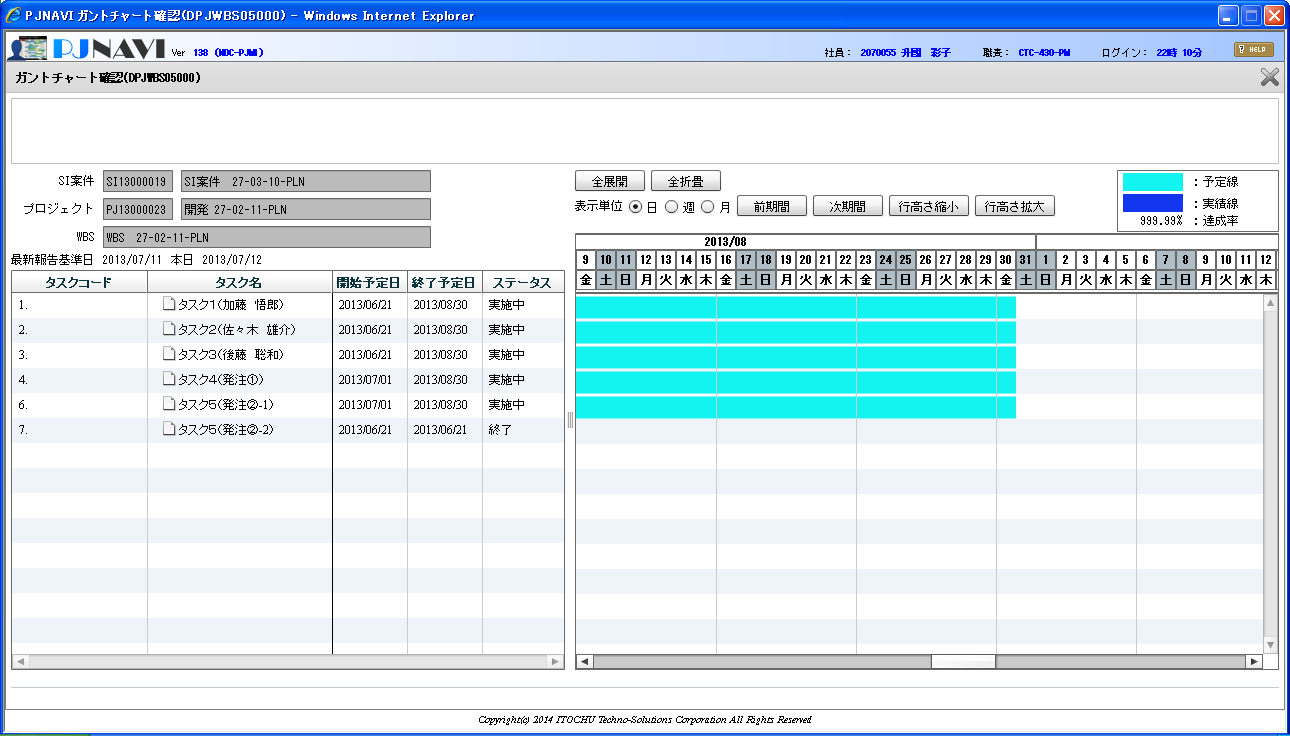 PJNAVI ガントチャート確認(DPJWBS05000) - Windows Internet Explorer
PJNAVI Ver 138 (NDC-PJM) 社員： 2070055 升國 彩子 職責： CTC-430-PM ログイン： 22時 10分 ? HELP
ガントチャート確認(DPJWBS05000)
SI案件 SI13000019 SI案件 27-03-10-PLN
プロジェクト PJ13000023 開発 27-02-11-PLN
WBS WBS 27-02-11-PLN
最新報告基準日 2013/07/11 本日 2013/07/12
全展開 全折畳
表示単位 日 週 月 前期間 次期間 行高さ縮小 行高さ拡大
：予定線
：実績線
999.99% ：達成率
2013/08
9 10 11 12 13 14 15 16 17 18 19 20 21 22 23 24 25 26 27 28 29 30 31 1 2 3 4 5 6 7 8 9 10 11 12
金 土 日 月 火 水 木 金 土 日 月 火 水 木 金 土 日 月 火 水 木 金 土 日 月 火 水 木 金 土 日 月 火 水 木
タスクコード タスク名 開始予定日 終了予定日 ステータス
1. タスク1(加藤 悟郎) 2013/06/21 2013/08/30 実施中
2. タスク2(佐々木 雄介) 2013/06/21 2013/08/30 実施中
3. タスク3(後藤 聡和) 2013/06/21 2013/08/30 実施中
4. タスク4(発注①) 2013/07/01 2013/08/30 実施中
6. タスク5(発注②-1) 2013/07/01 2013/08/30 実施中
7. タスク5(発注②-2) 2013/06/21 2013/06/21 終了
Copyright(c) 2014 ITOCHU Techno-Solutions Corporation All Rights Reserved